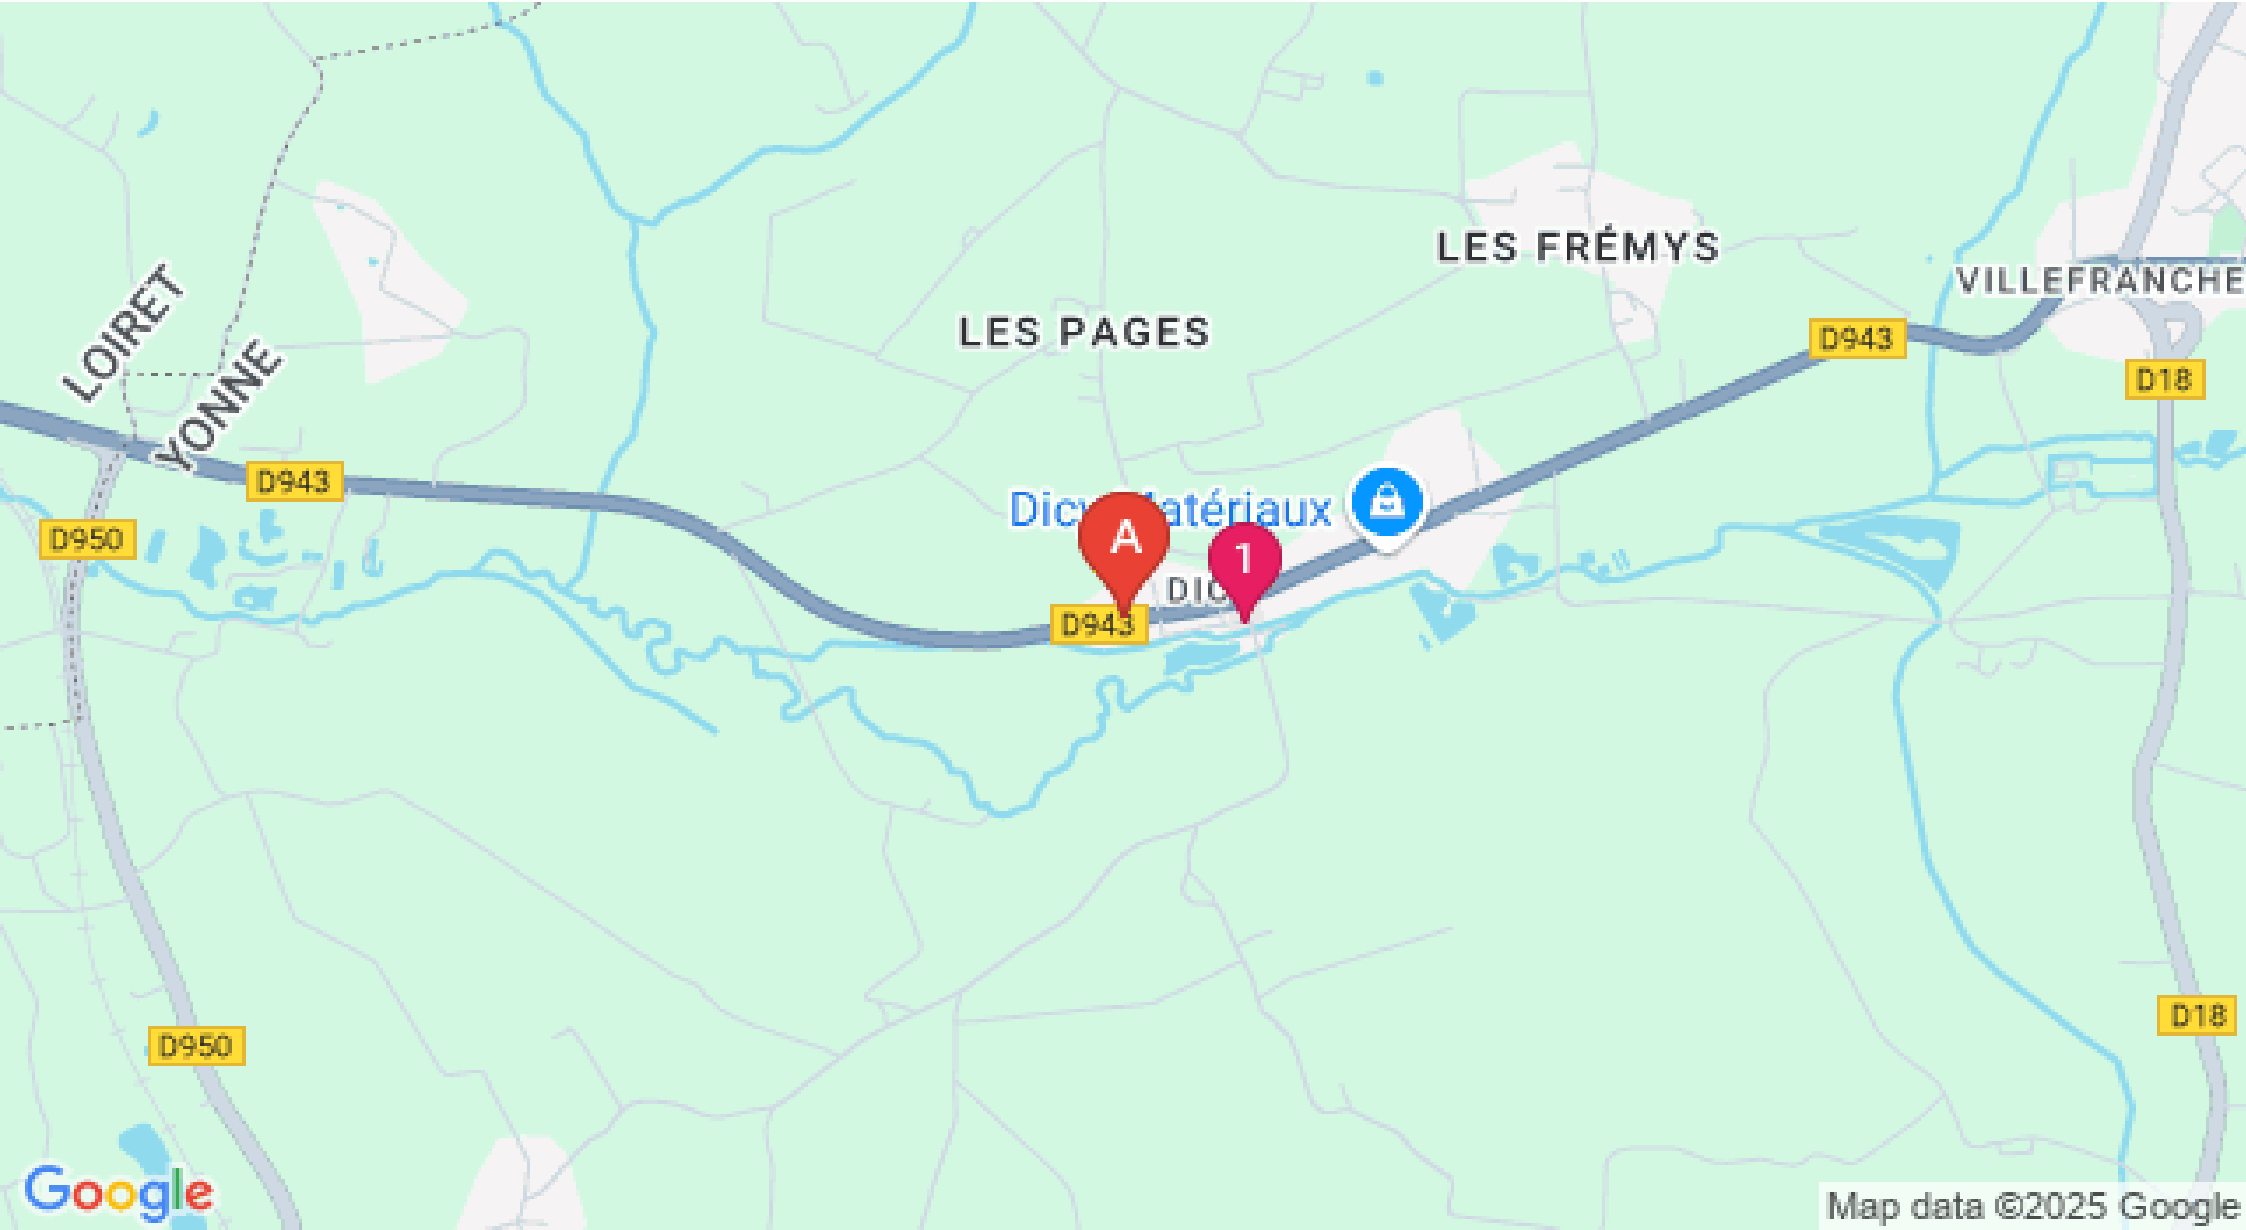 LES FRÉMYS
VILLEFRANCHE
LOIRET
YONNE
LES PAGES
D943
D18
D943
D950
A
1
D943
D18
D950
Google
Map data ©2025 Google